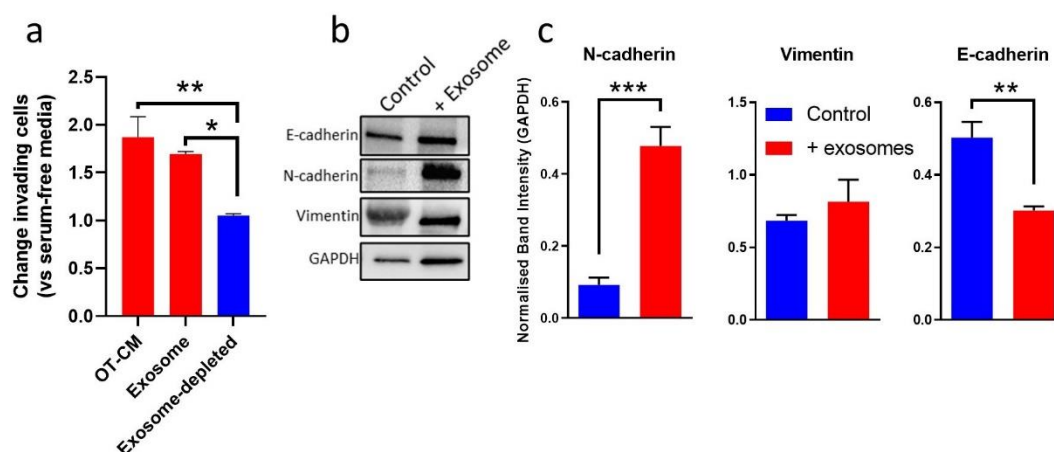 a
Change invading cells
(vs serum-free media)
2.5
2.0
1.5
1.0
0.5
0.0
**
*
OT-CM
Exosome
Exosome-depleted
b
Control
+ Exosome
E-cadherin
N-cadherin
Vimentin
GAPDH
c
Normalised Band Intensity (GAPDH)
N-cadherin
0.6
0.4
0.2
0.0
***
Vimentin
1.5
1.0
0.5
0.0
Control
+ exosomes
E-cadherin
0.6
0.4
0.2
0.0
**